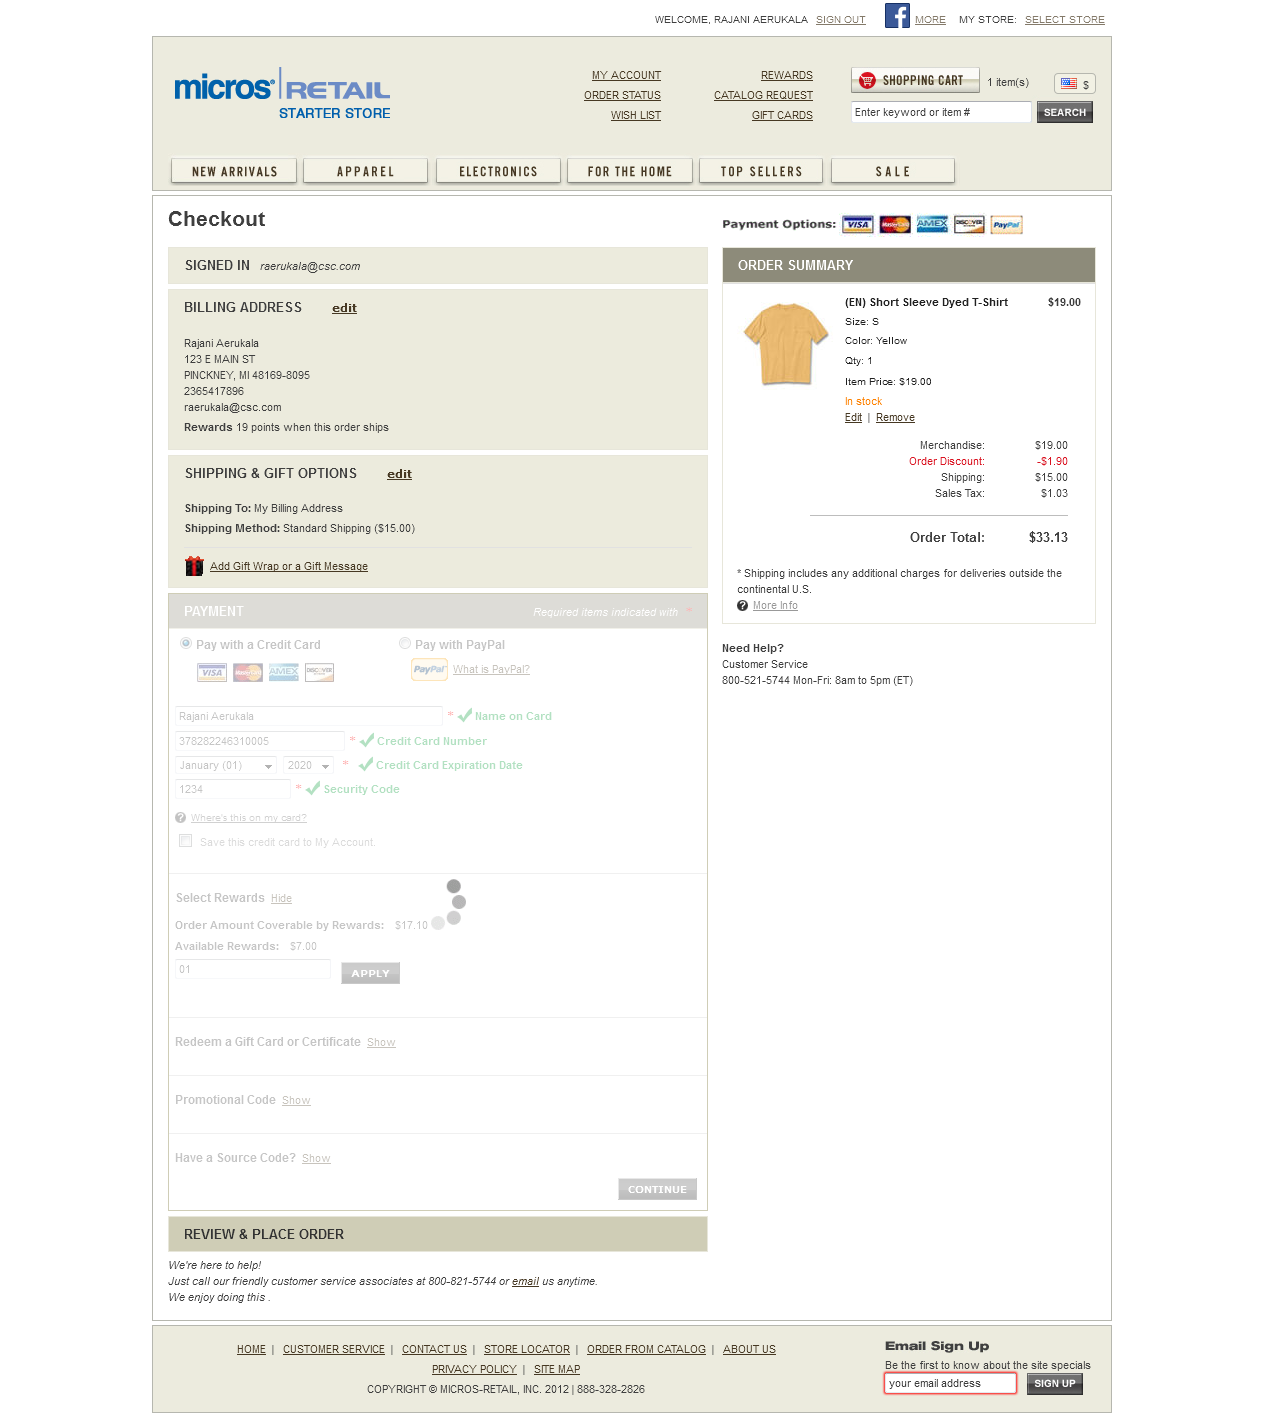 WELCOME, RAJANI AERUKALA SIGN OUT MORE MY STORE: SELECT STORE
micros RETAIL
STARTER STORE
MY ACCOUNT
ORDER STATUS
WISH LIST
REWARDS
CATALOG REQUEST
GIFT CARDS
SHOPPING CART 1 item(s) $
Enter keyword or item # SEARCH
NEW ARRIVALS APPAREL ELECTRONICS FOR THE HOME TOP SELLERS SALE
Checkout
SIGNED IN raerukala@csc.com
BILLING ADDRESS edit
Rajani Aerukala
123 E MAIN ST
PINCKNEY, MI 48169-8095
2365417896
raerukala@csc.com
Rewards 19 points when this order ships
SHIPPING & GIFT OPTIONS edit
Shipping To: My Billing Address
Shipping Method: Standard Shipping ($15.00)
Add Gift Wrap or a Gift Message
PAYMENT Required items indicated with *
Pay with a Credit Card Pay with PayPal
VISA MasterCard AMEX DISCOVER PayPal What is PayPal?
Rajani Aerukala * Name on Card
378282246310005 * Credit Card Number
January (01) 2020 * Credit Card Expiration Date
1234 * Security Code
? Where's this on my card?
Save this credit card to My Account.
Select Rewards Hide
Order Amount Coverable by Rewards: $17.10
Available Rewards: $7.00
01 APPLY
Redeem a Gift Card or Certificate Show
Promotional Code Show
Have a Source Code? Show
CONTINUE
REVIEW & PLACE ORDER
We're here to help!
Just call our friendly customer service associates at 800-821-5744 or email us anytime.
We enjoy doing this .
Payment Options: VISA MasterCard AMEX DISCOVER PayPal
ORDER SUMMARY
(EN) Short Sleeve Dyed T-Shirt $19.00
Size: S
Color: Yellow
Qty: 1
Item Price: $19.00
In stock
Edit | Remove
Merchandise: $19.00
Order Discount: -$1.90
Shipping: $15.00
Sales Tax: $1.03
Order Total: $33.13
* Shipping includes any additional charges for deliveries outside the
continental U.S.
? More Info
Need Help?
Customer Service
800-521-5744 Mon-Fri: 8am to 5pm (ET)
HOME | CUSTOMER SERVICE | CONTACT US | STORE LOCATOR | ORDER FROM CATALOG | ABOUT US
PRIVACY POLICY | SITE MAP
COPYRIGHT © MICROS-RETAIL, INC. 2012 | 888-328-2826
Email Sign Up
Be the first to know about the site specials
your email address SIGN UP